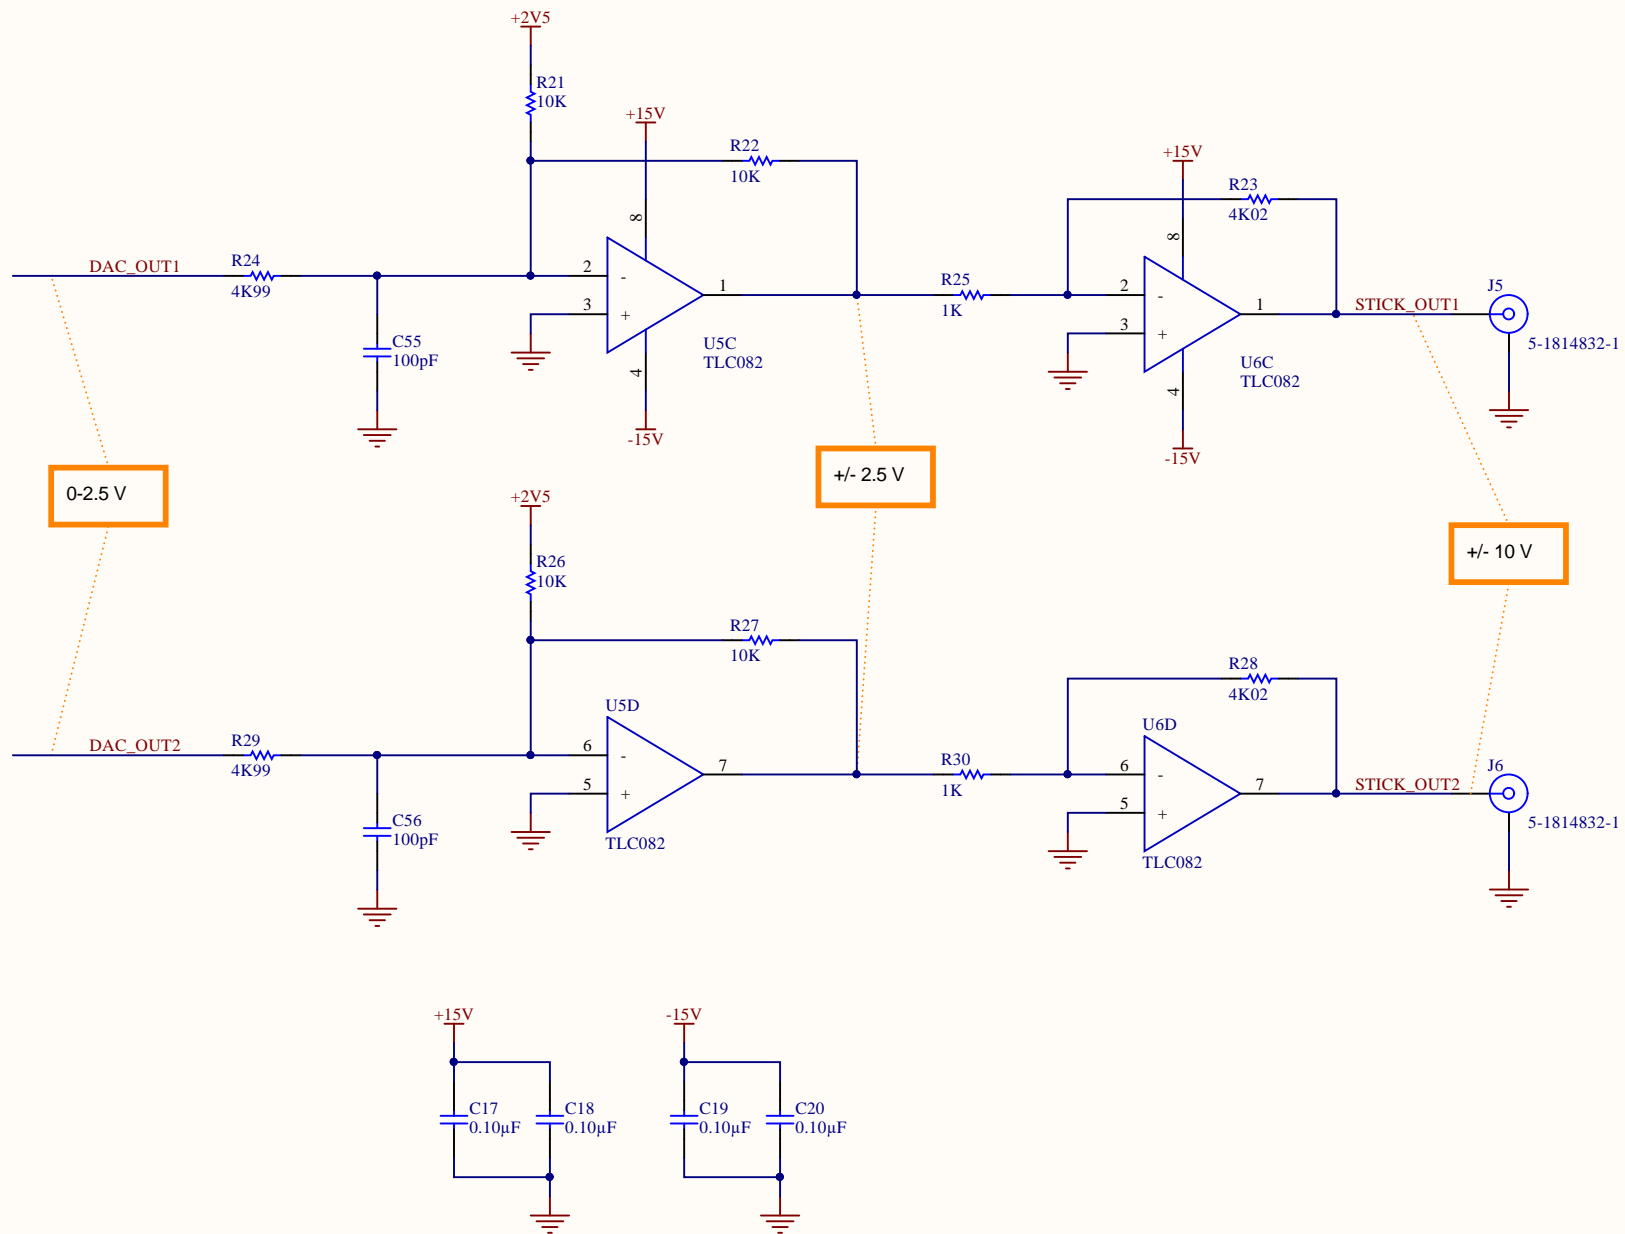 +2V5
R21
10K
+15V
R22
10K
+15V
R23
4K02
8
8
DAC_OUT1
R24
4K99
2
-
3
+
1
R25
1K
2
-
3
+
1
STICK_OUT1
J5
5-1814832-1
C55
100pF
U5C
TLC082
U6C
TLC082
4
-15V
4
-15V
0-2.5 V
+/- 2.5 V
+/- 10 V
+2V5
R26
10K
R27
10K
R28
4K02
U5D
U6D
DAC_OUT2
R29
4K99
6
-
5
+
7
R30
1K
6
-
5
+
7
STICK_OUT2
J6
5-1814832-1
C56
100pF
TLC082
TLC082
+15V
-15V
C17
0.10µF
C18
0.10µF
C19
0.10µF
C20
0.10µF